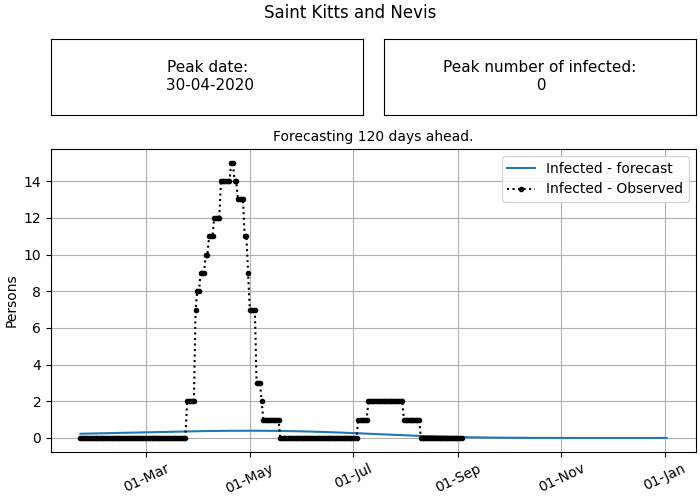 Saint Kitts and Nevis
Peak date:
30-04-2020
Peak number of infected:
0
Forecasting 120 days ahead.
Infected - forecast
Infected - Observed
Persons
14
12
10
8
6
4
2
0
01-Mar
01-May
01-Jul
01-Sep
01-Nov
01-Jan